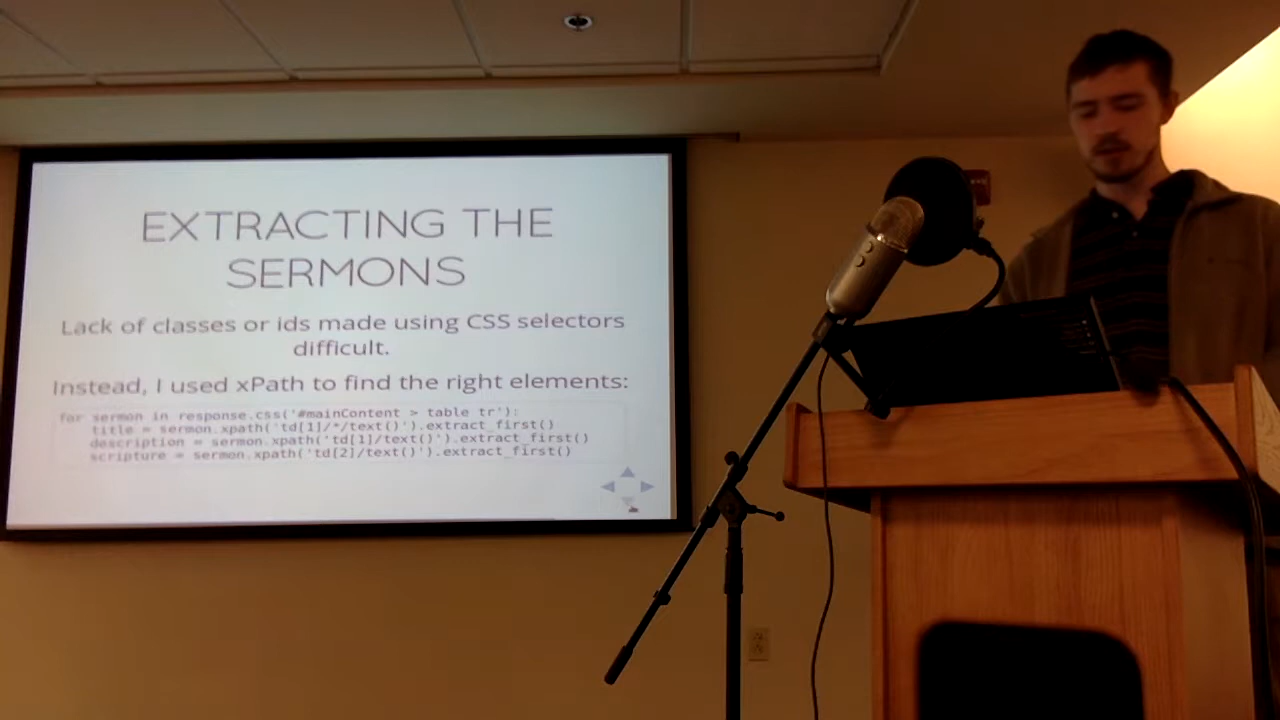 EXTRACTING THE
SERMONS
Lack of classes or ids made using CSS selectors
difficult.
Instead, I used xPath to find the right elements:
for sermon in response.css('#mainContent > table tr'):
title = sermon.xpath('td[1]/*/text()').extract_first()
description = sermon.xpath('td[1]/text()').extract_first()
scripture = sermon.xpath('td[2]/text()').extract_first()